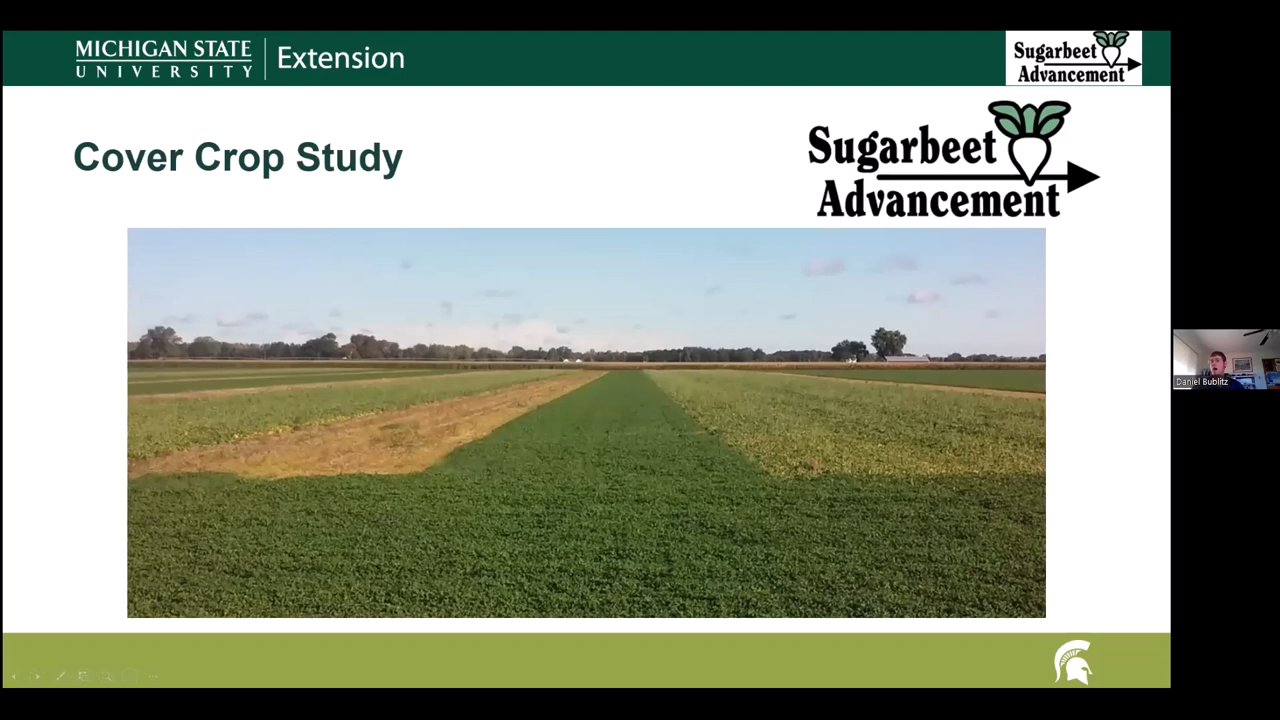 MICHIGAN STATE
UNIVERSITY
Extension
Sugarbeet
Advancement
Cover Crop Study
Sugarbeet
Advancement
Daniel Bublitz